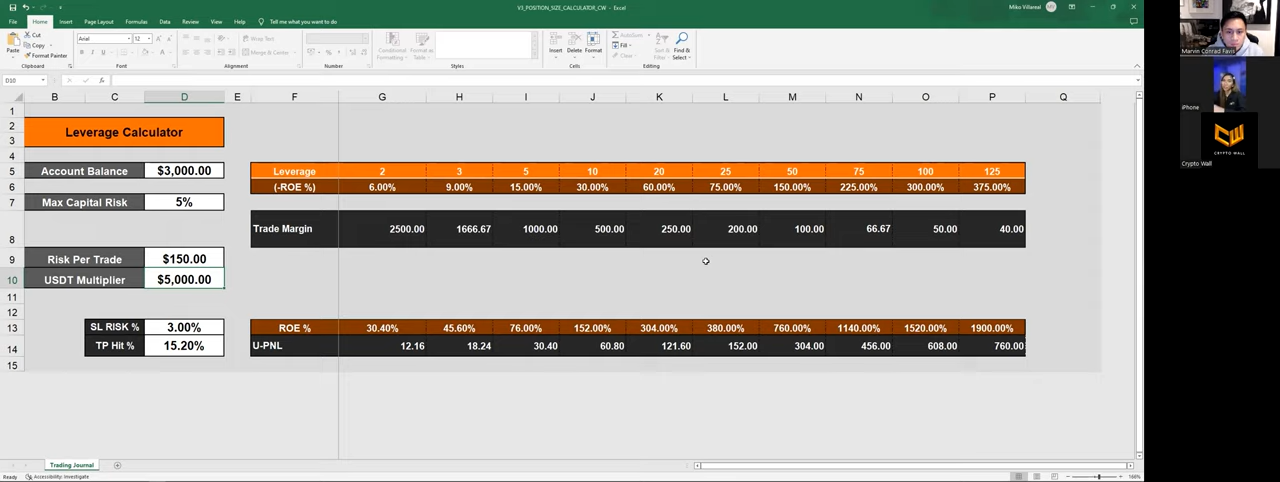 V3_POSITION_SIZE_CALCULATOR_CW - Excel
Miko Villareal
MV
File Home Insert Page Layout Formulas Data Review View Help Tell me what you want to do
Paste
Cut
Copy
Format Painter
Clipboard
Arial 12
Font
Wrap Text
Merge & Center
Alignment
Number
Conditional Formatting
Format as Table
Styles
Insert Delete Format
Cells
AutoSum
Fill
Sort & Filter
Find & Select
Editing
D10
B C D E F G H I J K L M N O P Q
1
2
3
Leverage Calculator
4
5 Account Balance $3,000.00 Leverage 2 3 5 10 20 25 50 75 100 125
6 (-ROE %) 6.00% 9.00% 15.00% 30.00% 60.00% 75.00% 150.00% 225.00% 300.00% 375.00%
7 Max Capital Risk 5%
8 Trade Margin 2500.00 1666.67 1000.00 500.00 250.00 200.00 100.00 66.67 50.00 40.00
9 Risk Per Trade $150.00
10 USDT Multiplier $5,000.00
11
12
13 SL RISK % 3.00% ROE % 30.40% 45.60% 76.00% 152.00% 304.00% 380.00% 760.00% 1140.00% 1520.00% 1900.00%
14 TP Hit % 15.20% U-PNL 12.16 18.24 30.40 60.80 121.60 152.00 304.00 456.00 608.00 760.00
15
Trading Journal
Ready Accessibility: Investigate
166%
Marvin Conrad Favis
iPhone
CW
CRYPTO WALL
Crypto Wall